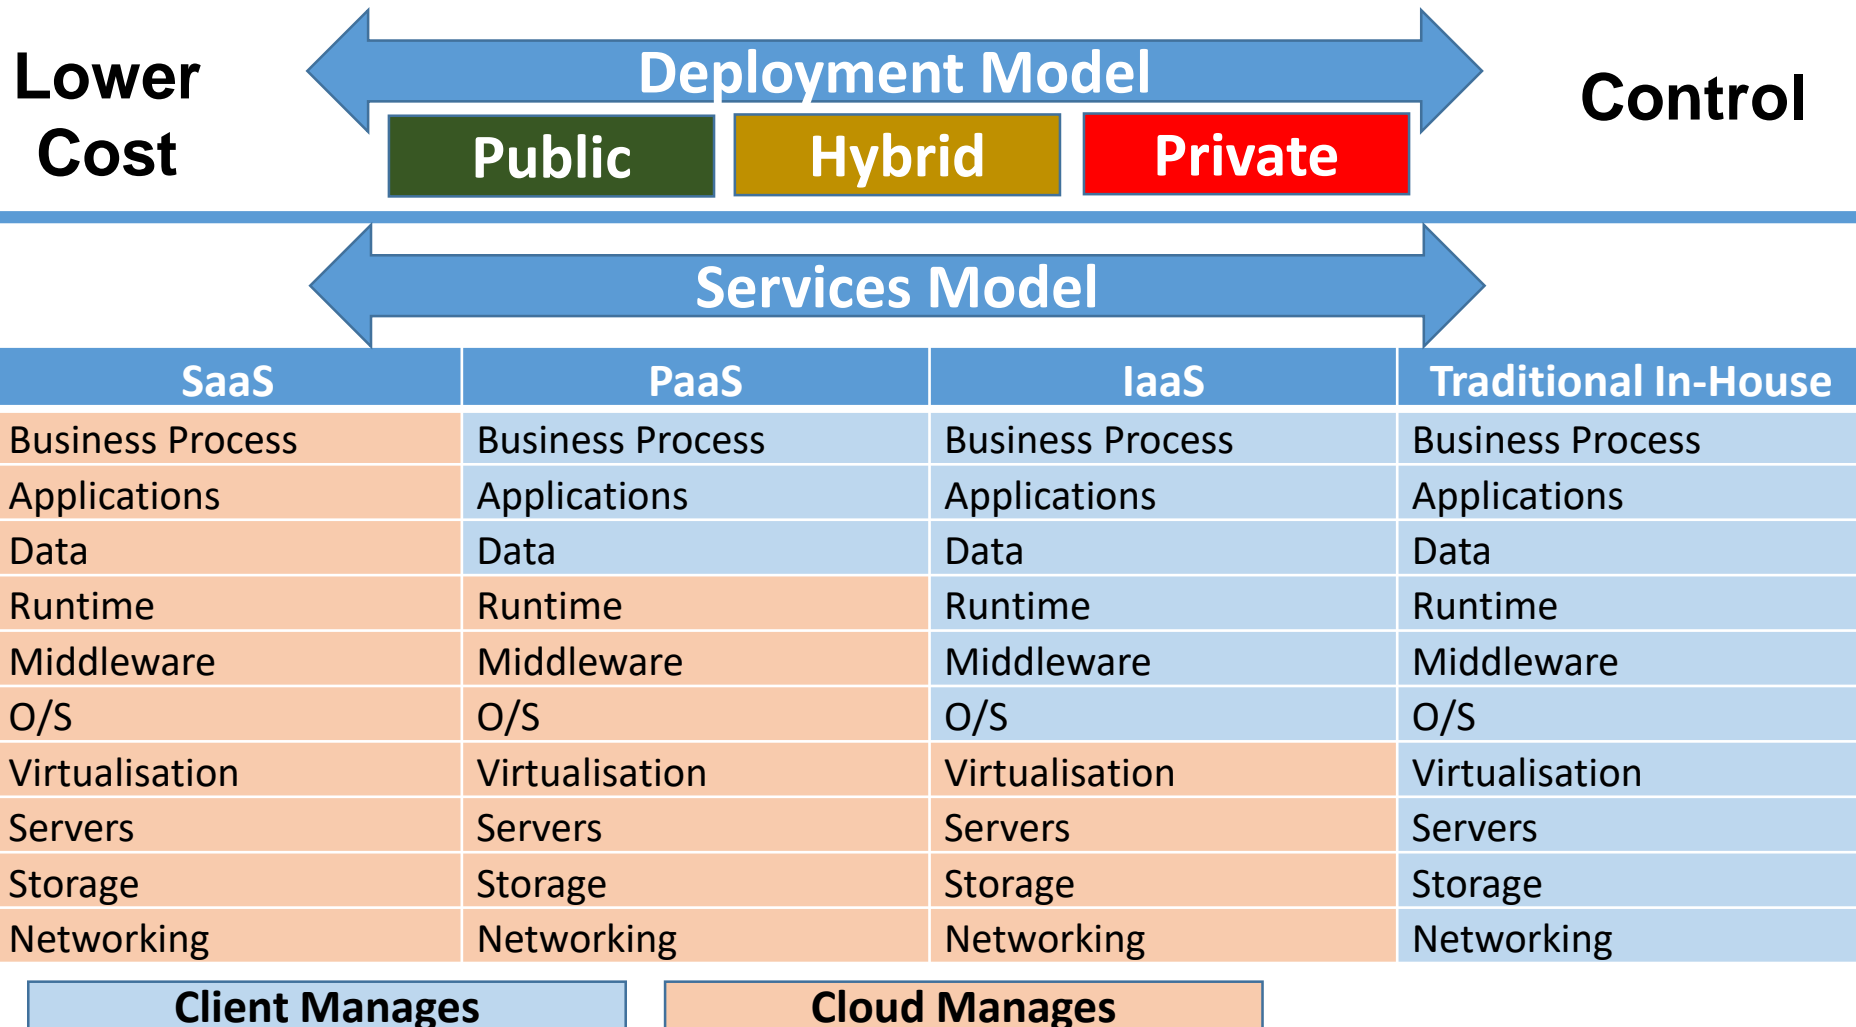 Lower
Cost
Deployment Model
Control
Public Hybrid Private
Services Model
SaaS PaaS IaaS Traditional In-House
Business Process Business Process Business Process Business Process
Applications Applications Applications Applications
Data Data Data Data
Runtime Runtime Runtime Runtime
Middleware Middleware Middleware Middleware
O/S O/S O/S O/S
Virtualisation Virtualisation Virtualisation Virtualisation
Servers Servers Servers Servers
Storage Storage Storage Storage
Networking Networking Networking Networking
Client Manages Cloud Manages